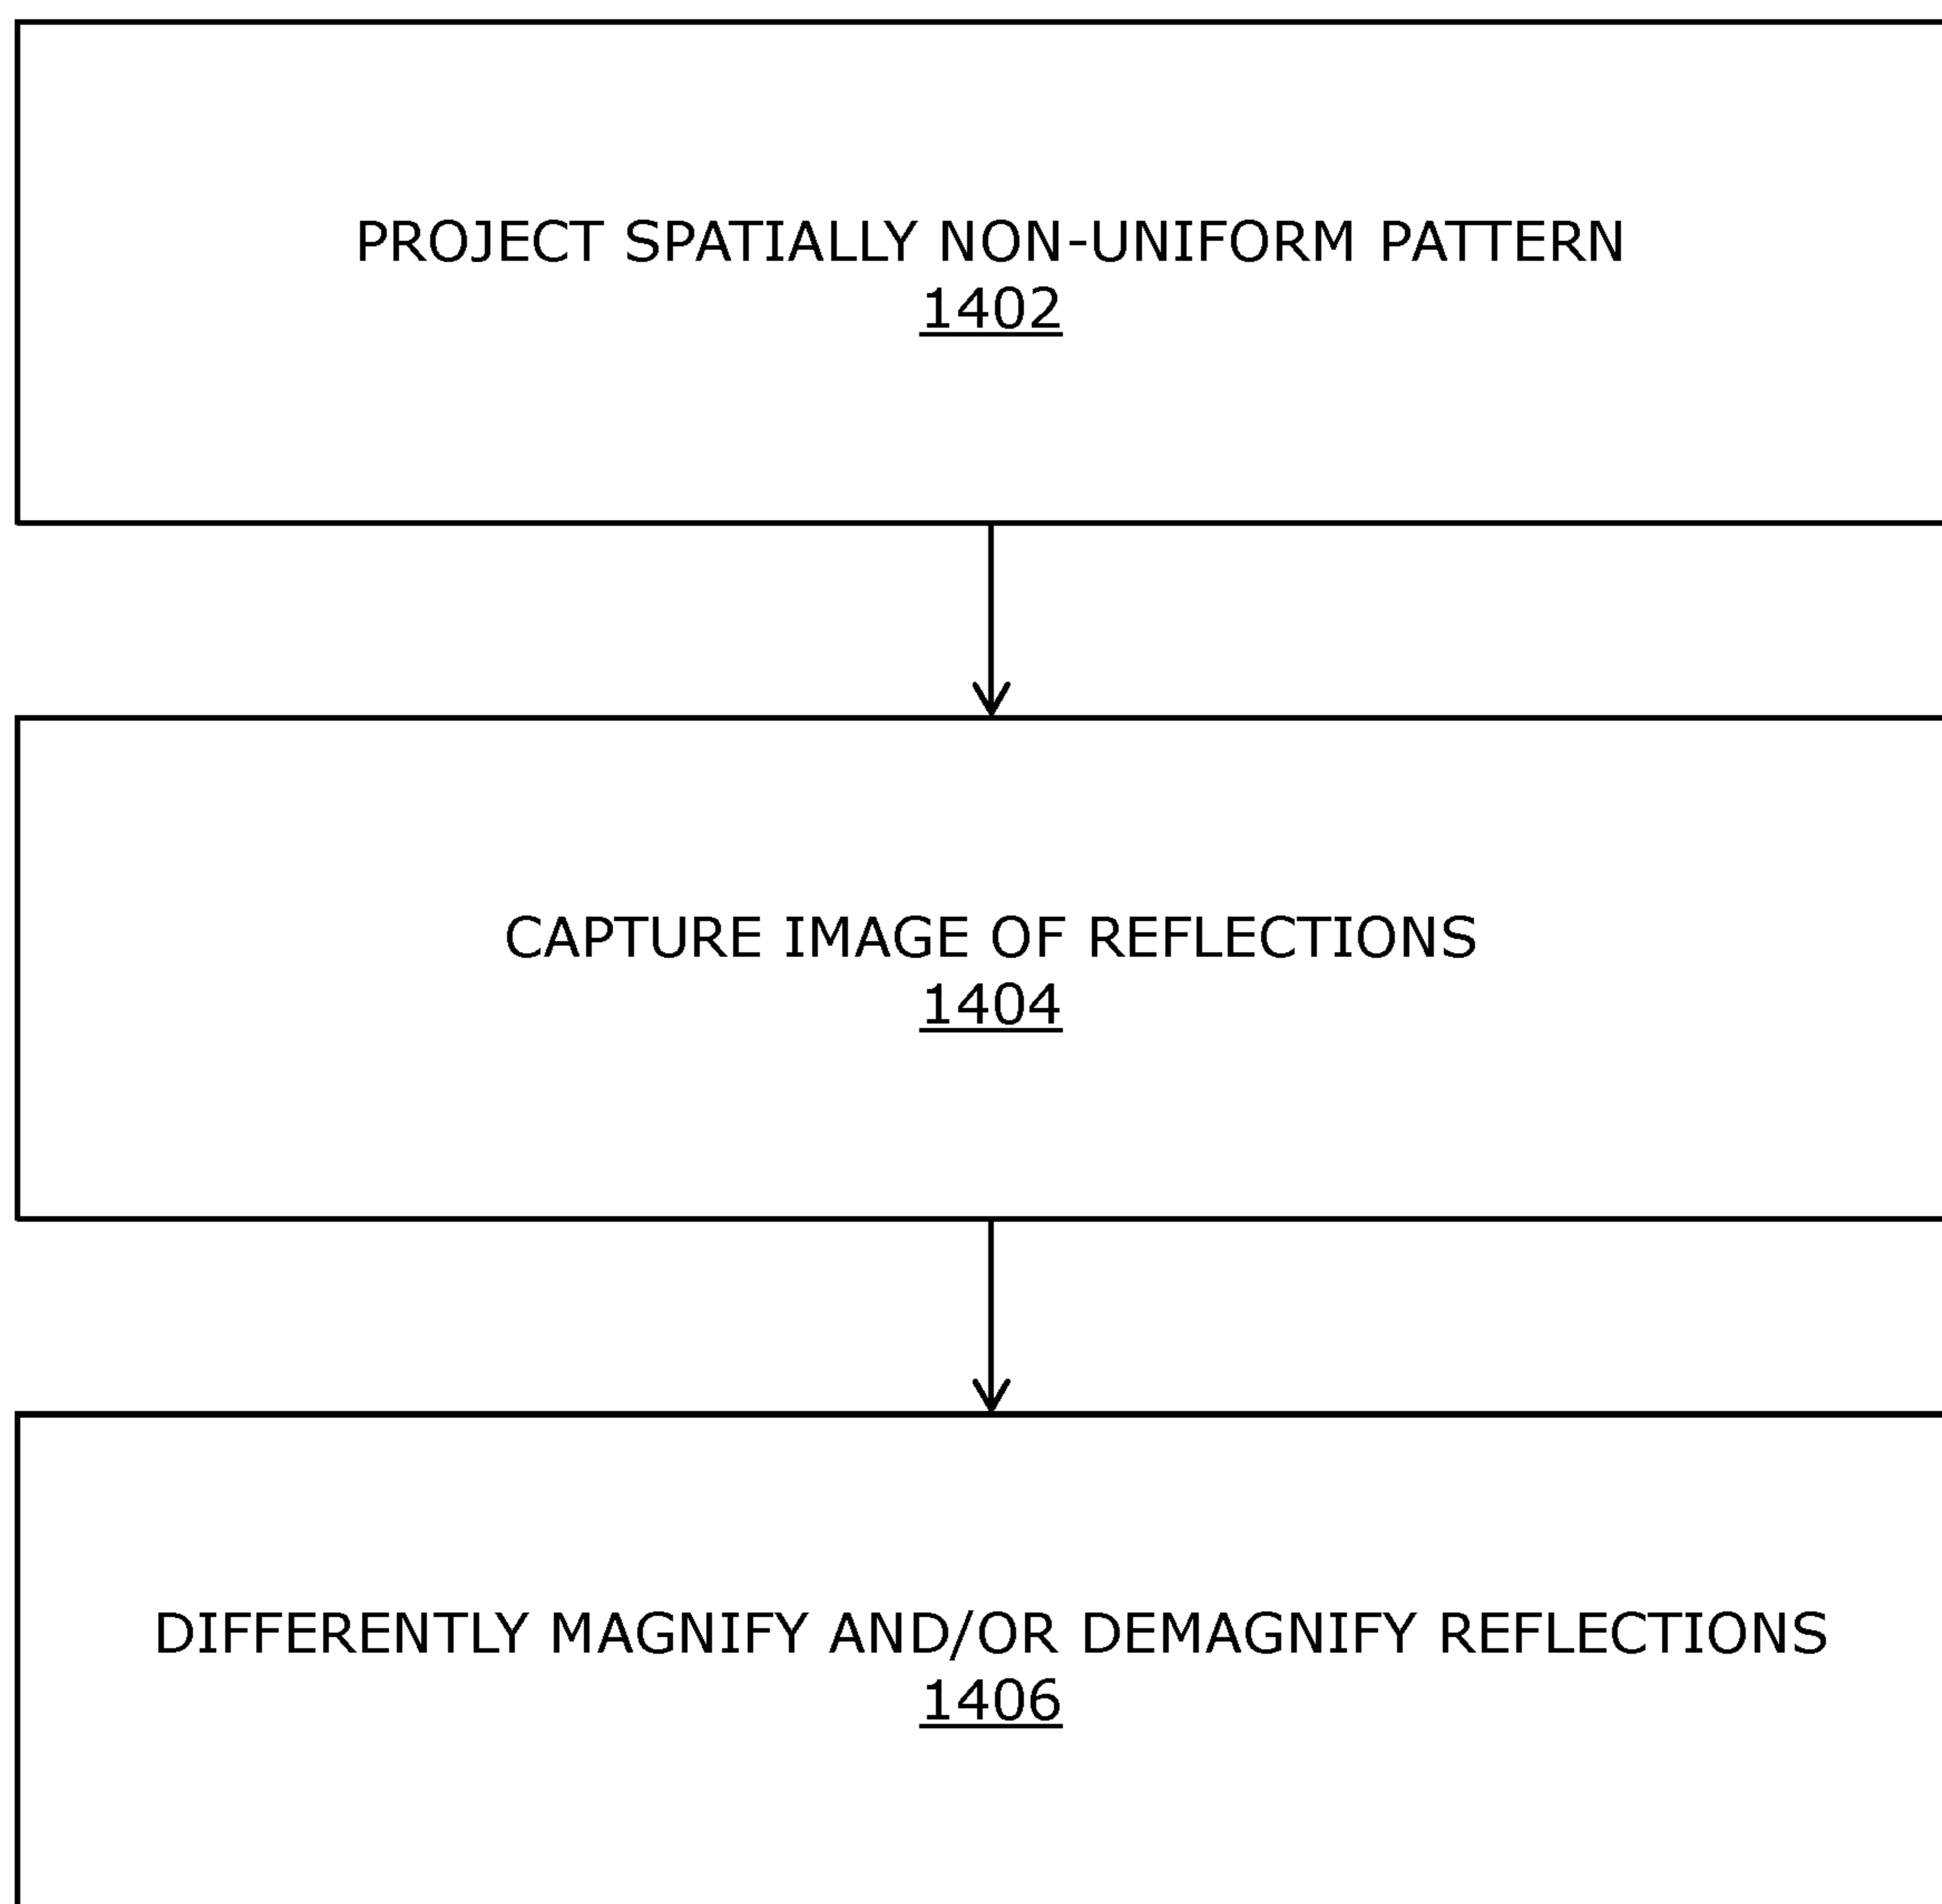 PROJECT SPATIALLY NON-UNIFORM PATTERN
1402
CAPTURE IMAGE OF REFLECTIONS
1404
DIFFERENTLY MAGNIFY AND/OR DEMAGNIFY REFLECTIONS
1406